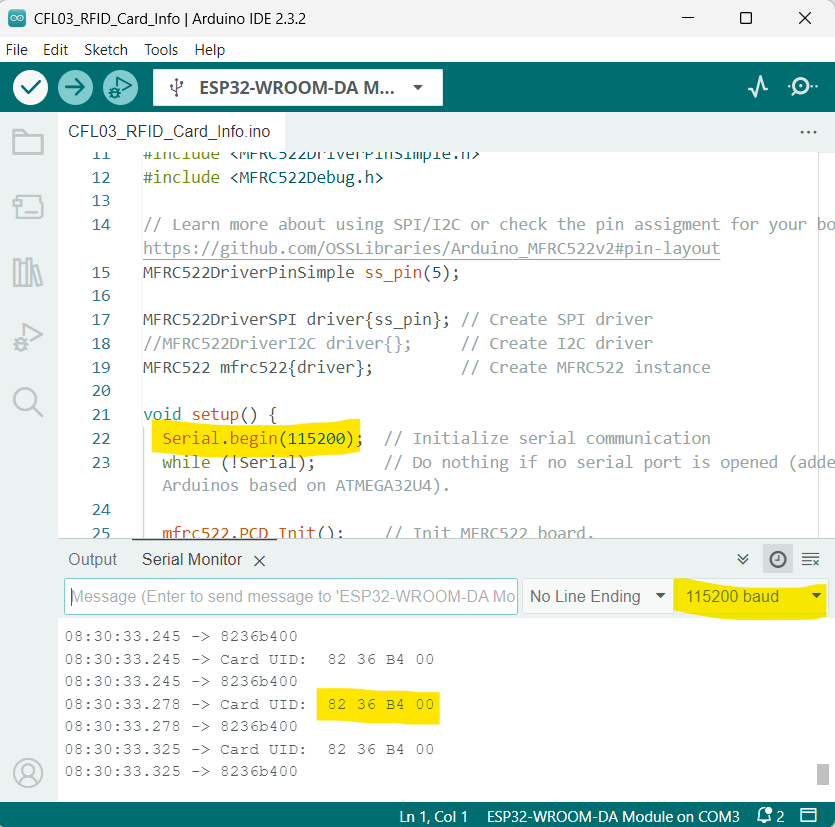 CFL03_RFID_Card_Info | Arduino IDE 2.3.2
File Edit Sketch Tools Help
ESP32-WROOM-DA M...
CFL03_RFID_Card_Info.ino
11 #include <MFRC522DriverPinSimple.h>
12 #include <MFRC522Debug.h>
13
14 // Learn more about using SPI/I2C or check the pin assigment for your bo
https://github.com/OSSLibraries/Arduino_MFRC522v2#pin-layout
15 MFRC522DriverPinSimple ss_pin(5);
16
17 MFRC522DriverSPI driver{ss_pin}; // Create SPI driver
18 //MFRC522DriverI2C driver{}; // Create I2C driver
19 MFRC522 mfrc522{driver}; // Create MFRC522 instance
20
21 void setup() {
22 Serial.begin(115200); // Initialize serial communication
23 while (!Serial); // Do nothing if no serial port is opened (adde
Arduinos based on ATMEGA32U4).
24
25 mfrc522.PCD_Init(); // Init MFRC522 board.
Output Serial Monitor
Message (Enter to send message to 'ESP32-WROOM-DA Mo No Line Ending 115200 baud
08:30:33.245 -> 8236b400
08:30:33.245 -> Card UID: 82 36 B4 00
08:30:33.245 -> 8236b400
08:30:33.278 -> Card UID: 82 36 B4 00
08:30:33.278 -> 8236b400
08:30:33.325 -> Card UID: 82 36 B4 00
08:30:33.325 -> 8236b400
Ln 1, Col 1 ESP32-WROOM-DA Module on COM3 2